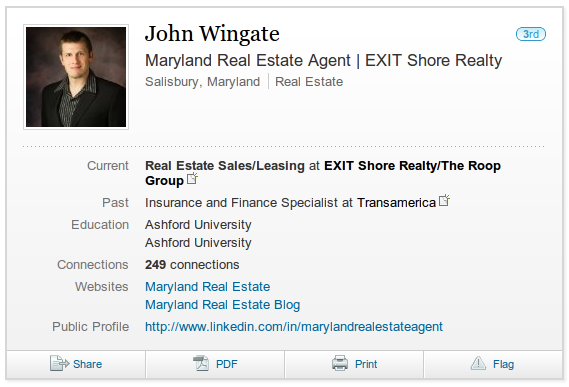 John Wingate
3rd
Maryland Real Estate Agent | EXIT Shore Realty
Salisbury, Maryland | Real Estate
Current Real Estate Sales/Leasing at EXIT Shore Realty/The Roop
Group
Past Insurance and Finance Specialist at Transamerica
Education Ashford University
Ashford University
Connections 249 connections
Websites Maryland Real Estate
Maryland Real Estate Blog
Public Profile http://www.linkedin.com/in/marylandrealestateagent
Share PDF Print Flag